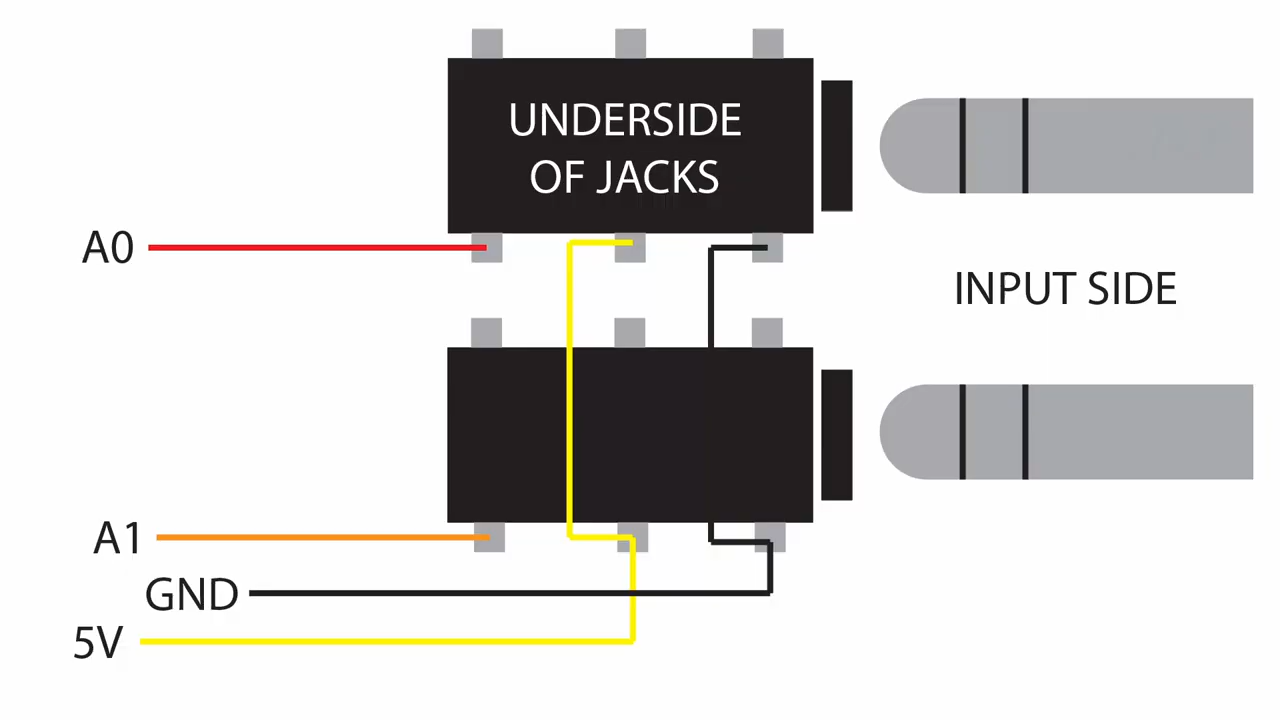 UNDERSIDE
OF JACKS
A0
INPUT SIDE
A1
GND
5V